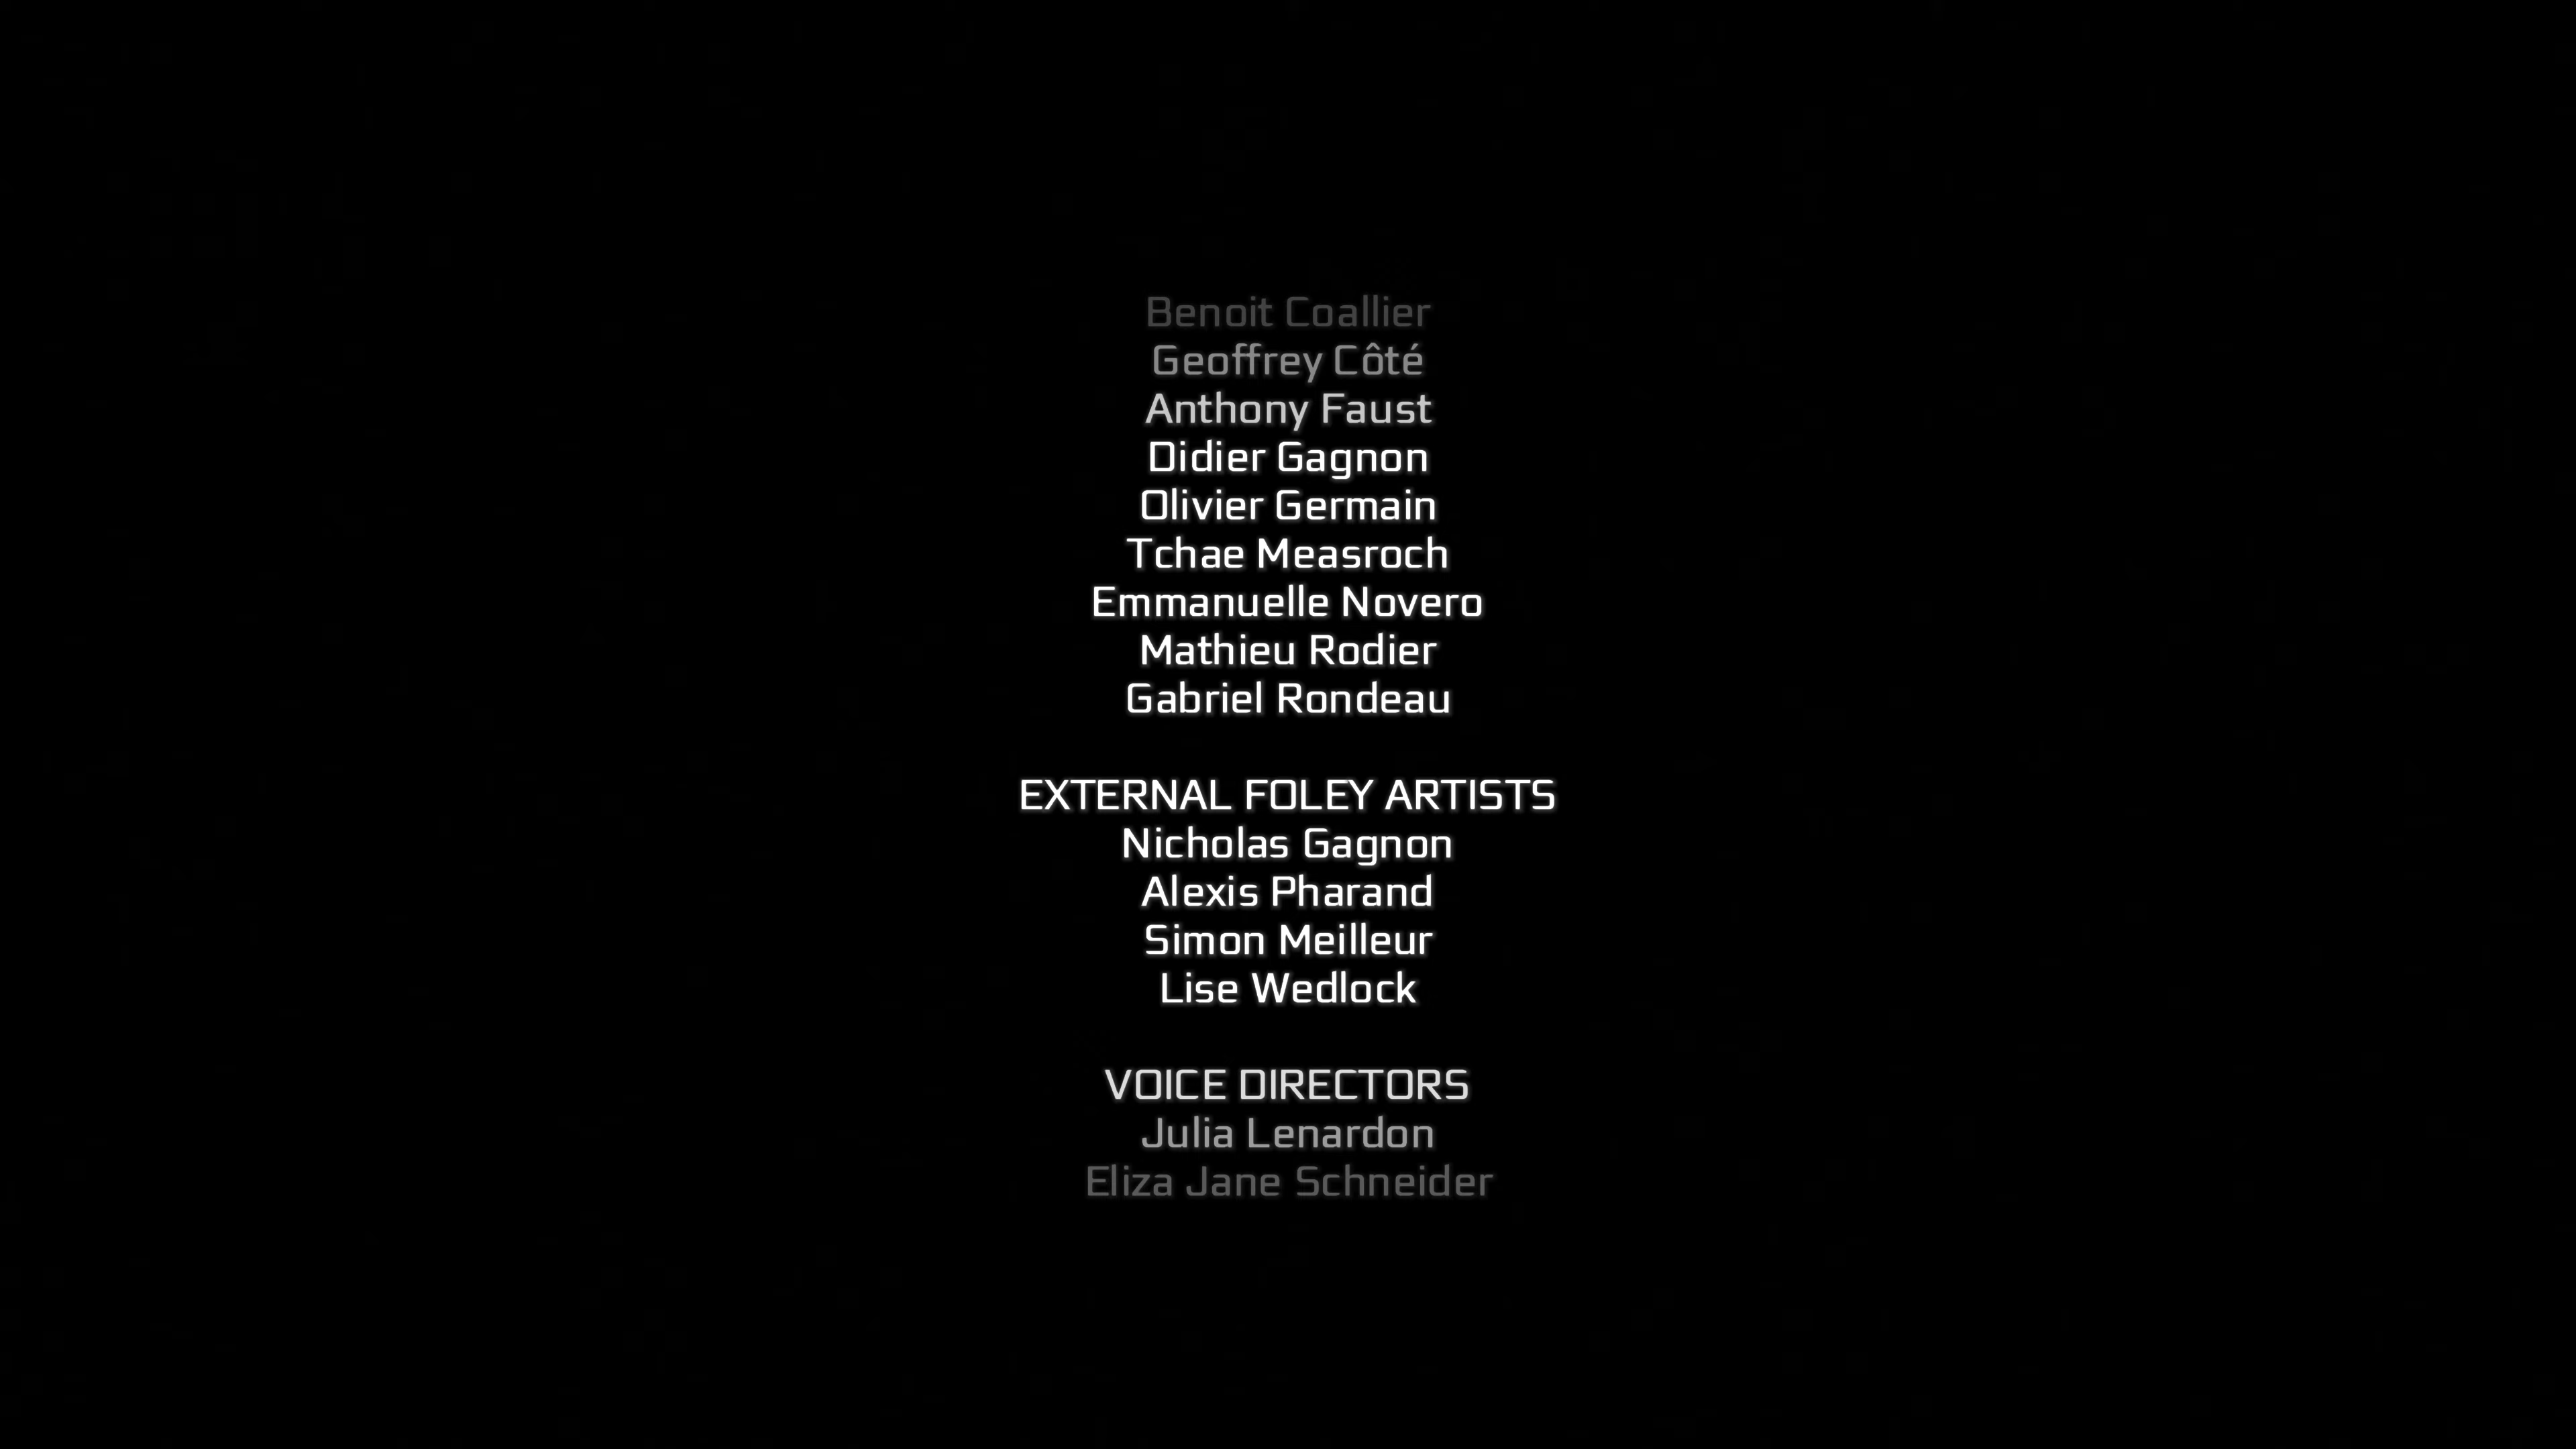 Benoit Coallier
Geoffrey Côté
Anthony Faust
Didier Gagnon
Olivier Germain
Tchae Measroch
Emmanuelle Novero
Mathieu Rodier
Gabriel Rondeau
EXTERNAL FOLEY ARTISTS
Nicholas Gagnon
Alexis Pharand
Simon Meilleur
Lise Wedlock
VOICE DIRECTORS
Julia Lenardon
Eliza Jane Schneider